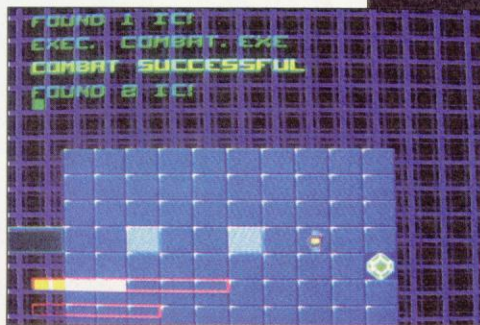 FOUND 1 IC!
EXEC. COMBAT.EXE
COMBAT SUCCESSFUL
FOUND 2 IC!